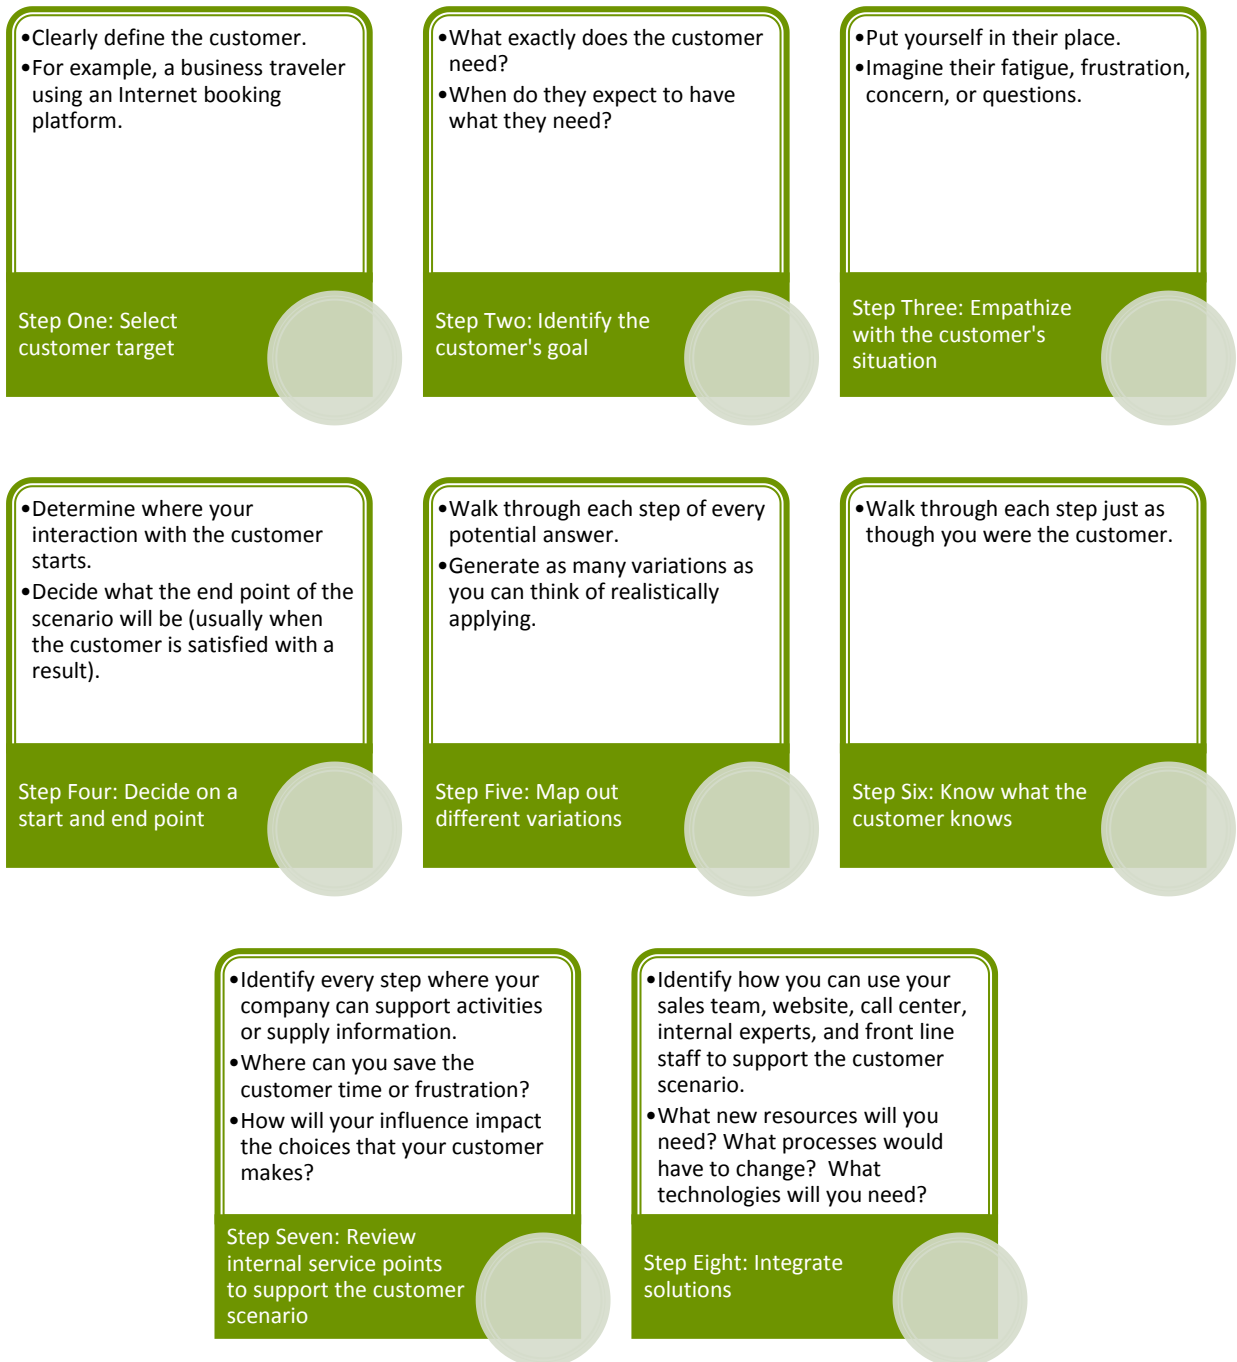 •Clearly define the customer.
•For example, a business traveler
using an Internet booking
platform.
Step One: Select
customer target
•What exactly does the customer
need?
•When do they expect to have
what they need?
Step Two: Identify the
customer's goal
•Put yourself in their place.
•Imagine their fatigue, frustration,
concern, or questions.
Step Three: Empathize
with the customer's
situation
•Determine where your
interaction with the customer
starts.
•Decide what the end point of the
scenario will be (usually when
the customer is satisfied with a
result).
Step Four: Decide on a
start and end point
•Walk through each step of every
potential answer.
•Generate as many variations as
you can think of realistically
applying.
Step Five: Map out
different variations
•Walk through each step just as
though you were the customer.
Step Six: Know what the
customer knows
•Identify every step where your
company can support activities
or supply information.
•Where can you save the
customer time or frustration?
•How will your influence impact
the choices that your customer
makes?
Step Seven: Review
internal service points
to support the customer
scenario
•Identify how you can use your
sales team, website, call center,
internal experts, and front line
staff to support the customer
scenario.
•What new resources will you
need? What processes would
have to change?  What
technologies will you need?
Step Eight: Integrate
solutions